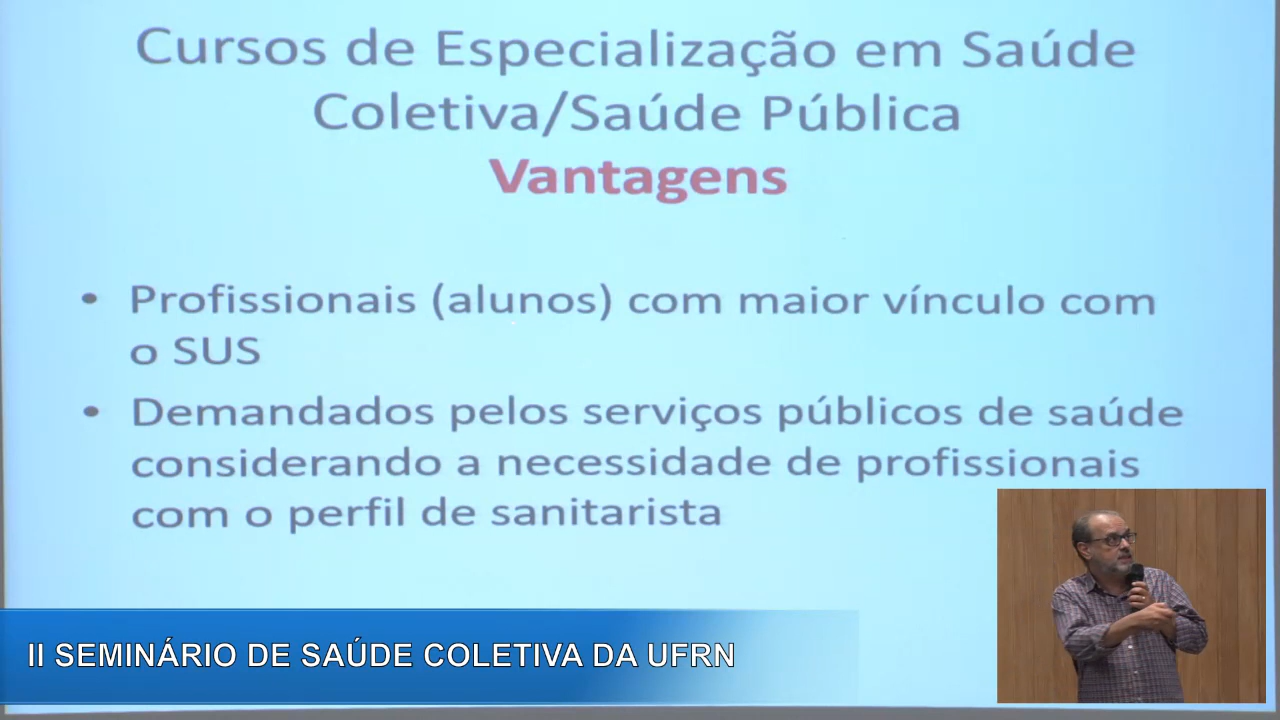 Cursos de Especialização em Saúde
Coletiva/Saúde Pública
Vantagens
• Profissionais (alunos) com maior vínculo com
o SUS
• Demandados pelos serviços públicos de saúde
considerando a necessidade de profissionais
com o perfil de sanitarista
II SEMINÁRIO DE SAÚDE COLETIVA DA UFRN